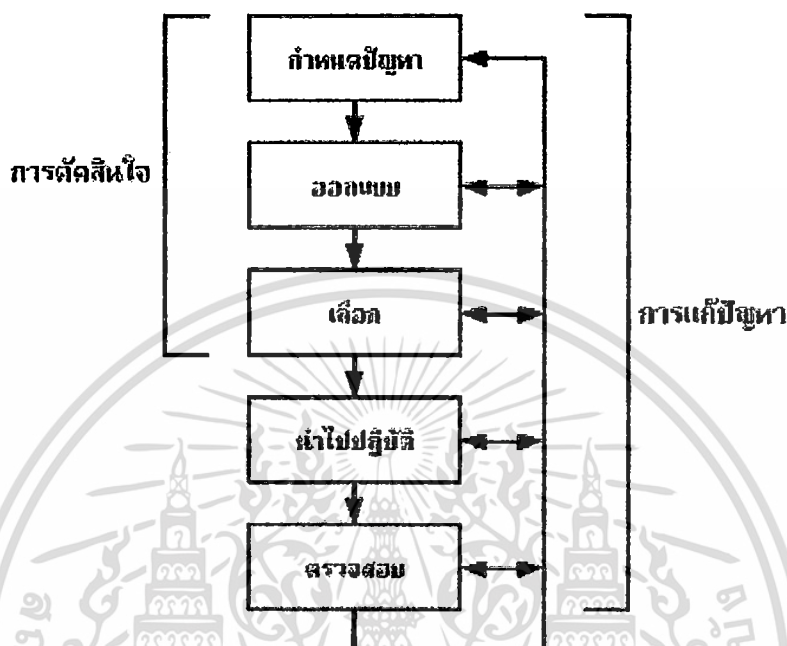 กำหนดปัญหา
การตัดสินใจ
ออกแบบ
เลือก
การแก้ปัญหา
นำไปปฏิบัติ
ตรวจสอบ